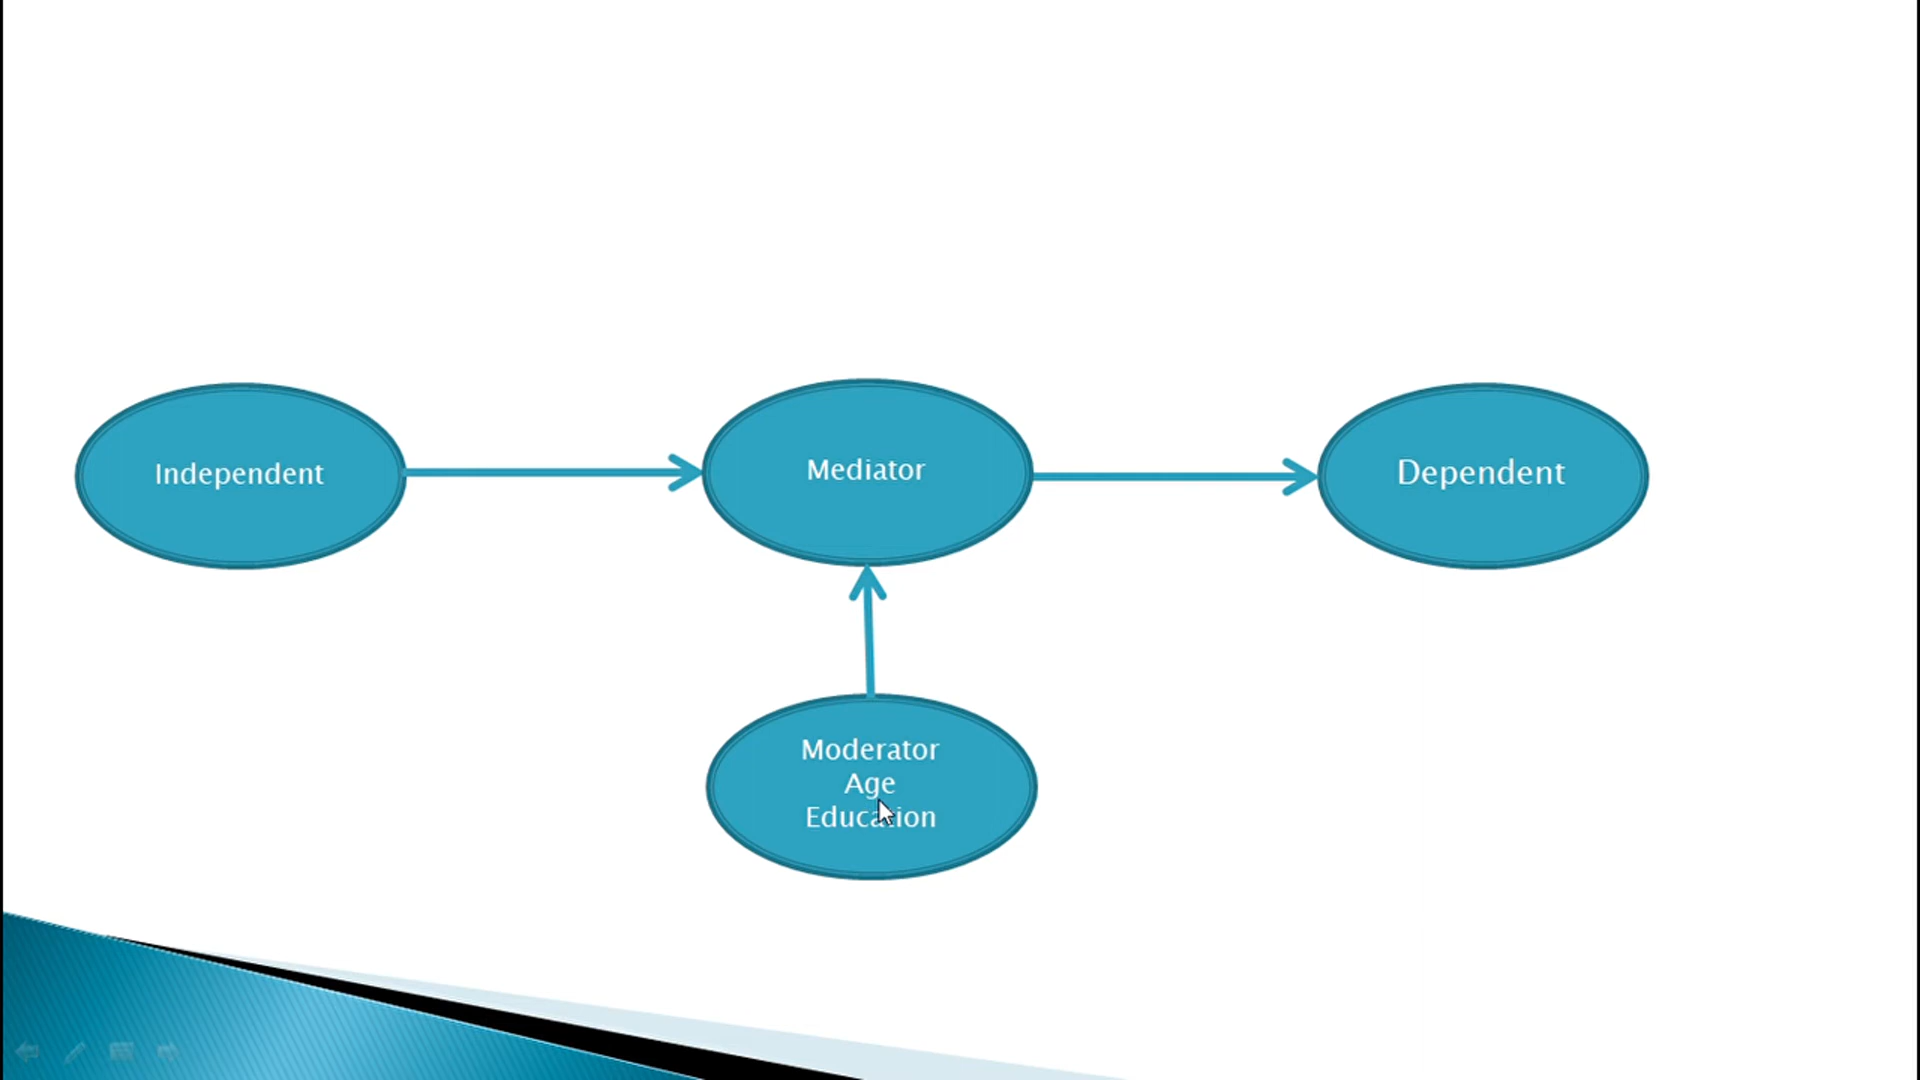 Independent
Mediator
Dependent
Moderator
Age
Education